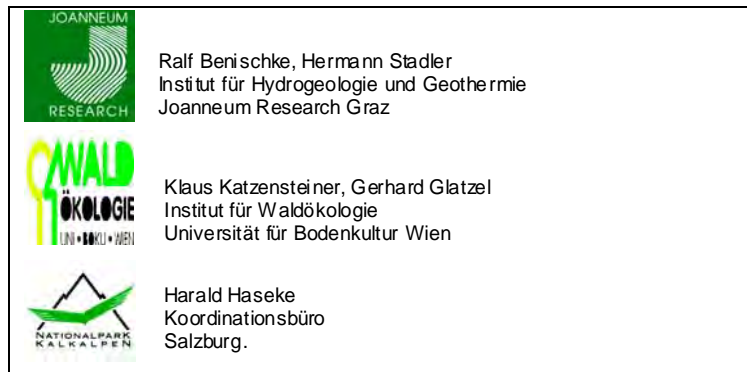 JOANNEUM
RESEARCH
Ralf Benischke, Hermann Stadler
Institut für Hydrogeologie und Geothermie
Joanneum Research Graz
WALD
ÖKOLOGIE
UNI • BOKU • WIEN
Klaus Katzensteiner, Gerhard Glatzel
Institut für Waldökologie
Universität für Bodenkultur Wien
NATIONALPARK
KALKALPEN
Harald Haseke
Koordinationsbüro
Salzburg.